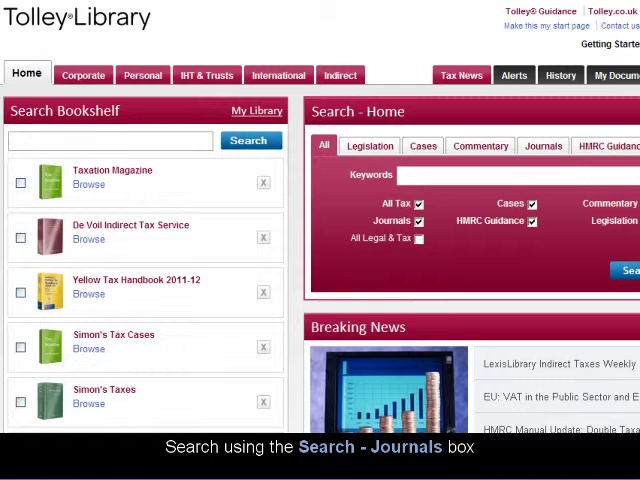 Tolley®Library
Tolley® Guidance | Tolley.co.uk
Make this my start page | Contact us
Getting Starte
Home Corporate Personal IHT & Trusts International Indirect Tax News Alerts History My Docum
Search Bookshelf My Library
Search
Taxation Magazine
Browse
X
De Voil Indirect Tax Service
Browse
X
Yellow Tax Handbook 2011-12
Browse
X
Simon's Tax Cases
Browse
X
Simon's Taxes
Browse
X
Search - Home
All Legislation Cases Commentary Journals HMRC Guidanc
Keywords
All Tax Cases Commentary
Journals HMRC Guidance Legislation
All Legal & Tax
Sea
Breaking News
LexisLibrary Indirect Taxes Weekly
EU: VAT in the Public Sector and E
HMRC Manual Update: Double Taxa
Search using the Search - Journals box